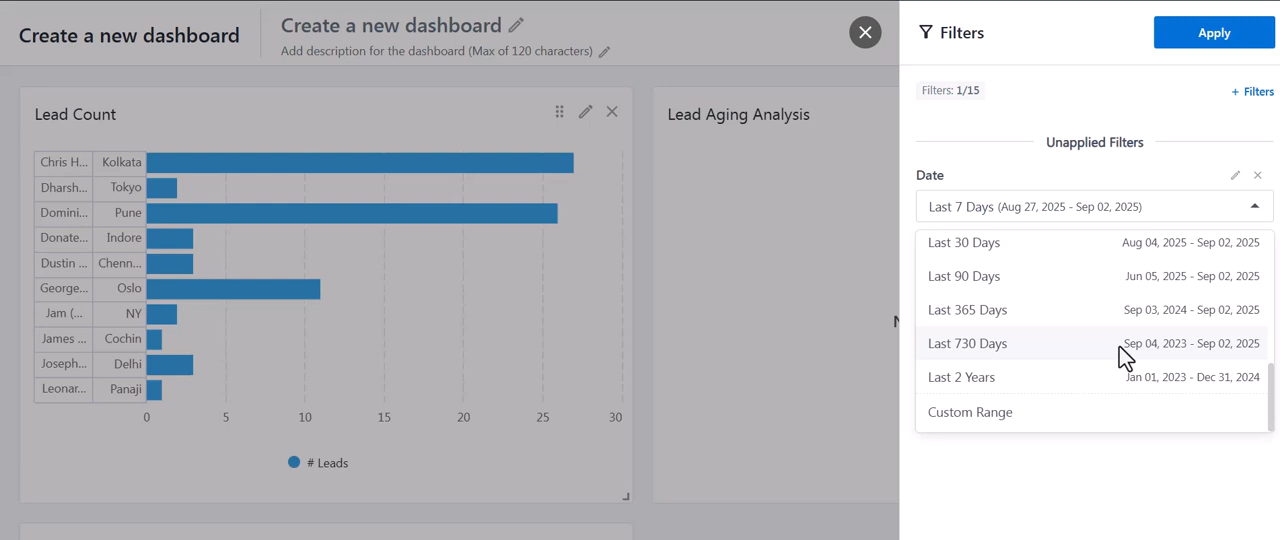 Create a new dashboard
Create a new dashboard
Add description for the dashboard (Max of 120 characters)
Lead Count
Chris H... Kolkata
Dharsh... Tokyo
Domini... Pune
Donate... Indore
Dustin ... Chenn...
George... Oslo
Jam (... NY
James ... Cochin
Joseph... Delhi
Leonar... Panaji
0 5 10 15 20 25 30
# Leads
Lead Aging Analysis
N
Filters
Apply
Filters: 1/15
+ Filters
Unapplied Filters
Date
Last 7 Days (Aug 27, 2025 - Sep 02, 2025)
Last 30 Days Aug 04, 2025 - Sep 02, 2025
Last 90 Days Jun 05, 2025 - Sep 02, 2025
Last 365 Days Sep 03, 2024 - Sep 02, 2025
Last 730 Days Sep 04, 2023 - Sep 02, 2025
Last 2 Years Jan 01, 2023 - Dec 31, 2024
Custom Range